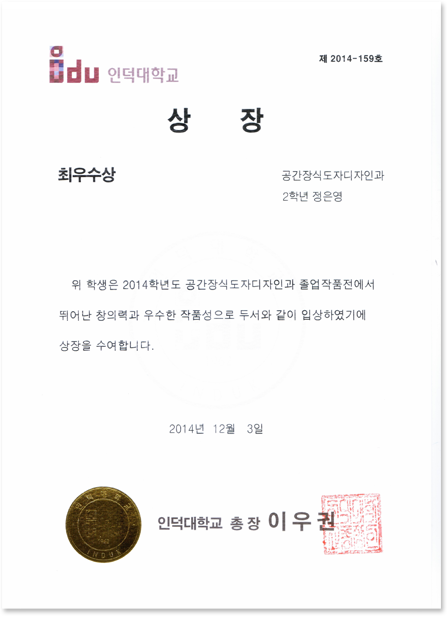 제 2014-159호
idu 인덕대학교
상 장
최우수상
공간장식도자디자인과
2학년 정은영
위 학생은 2014학년도 공간장식도자디자인과 졸업작품전에서
뛰어난 창의력과 우수한 작품성으로 두서와 같이 입상하였기에
상장을 수여합니다.
2014년 12월 3일
INDUK
인덕대학교 총장 이우권